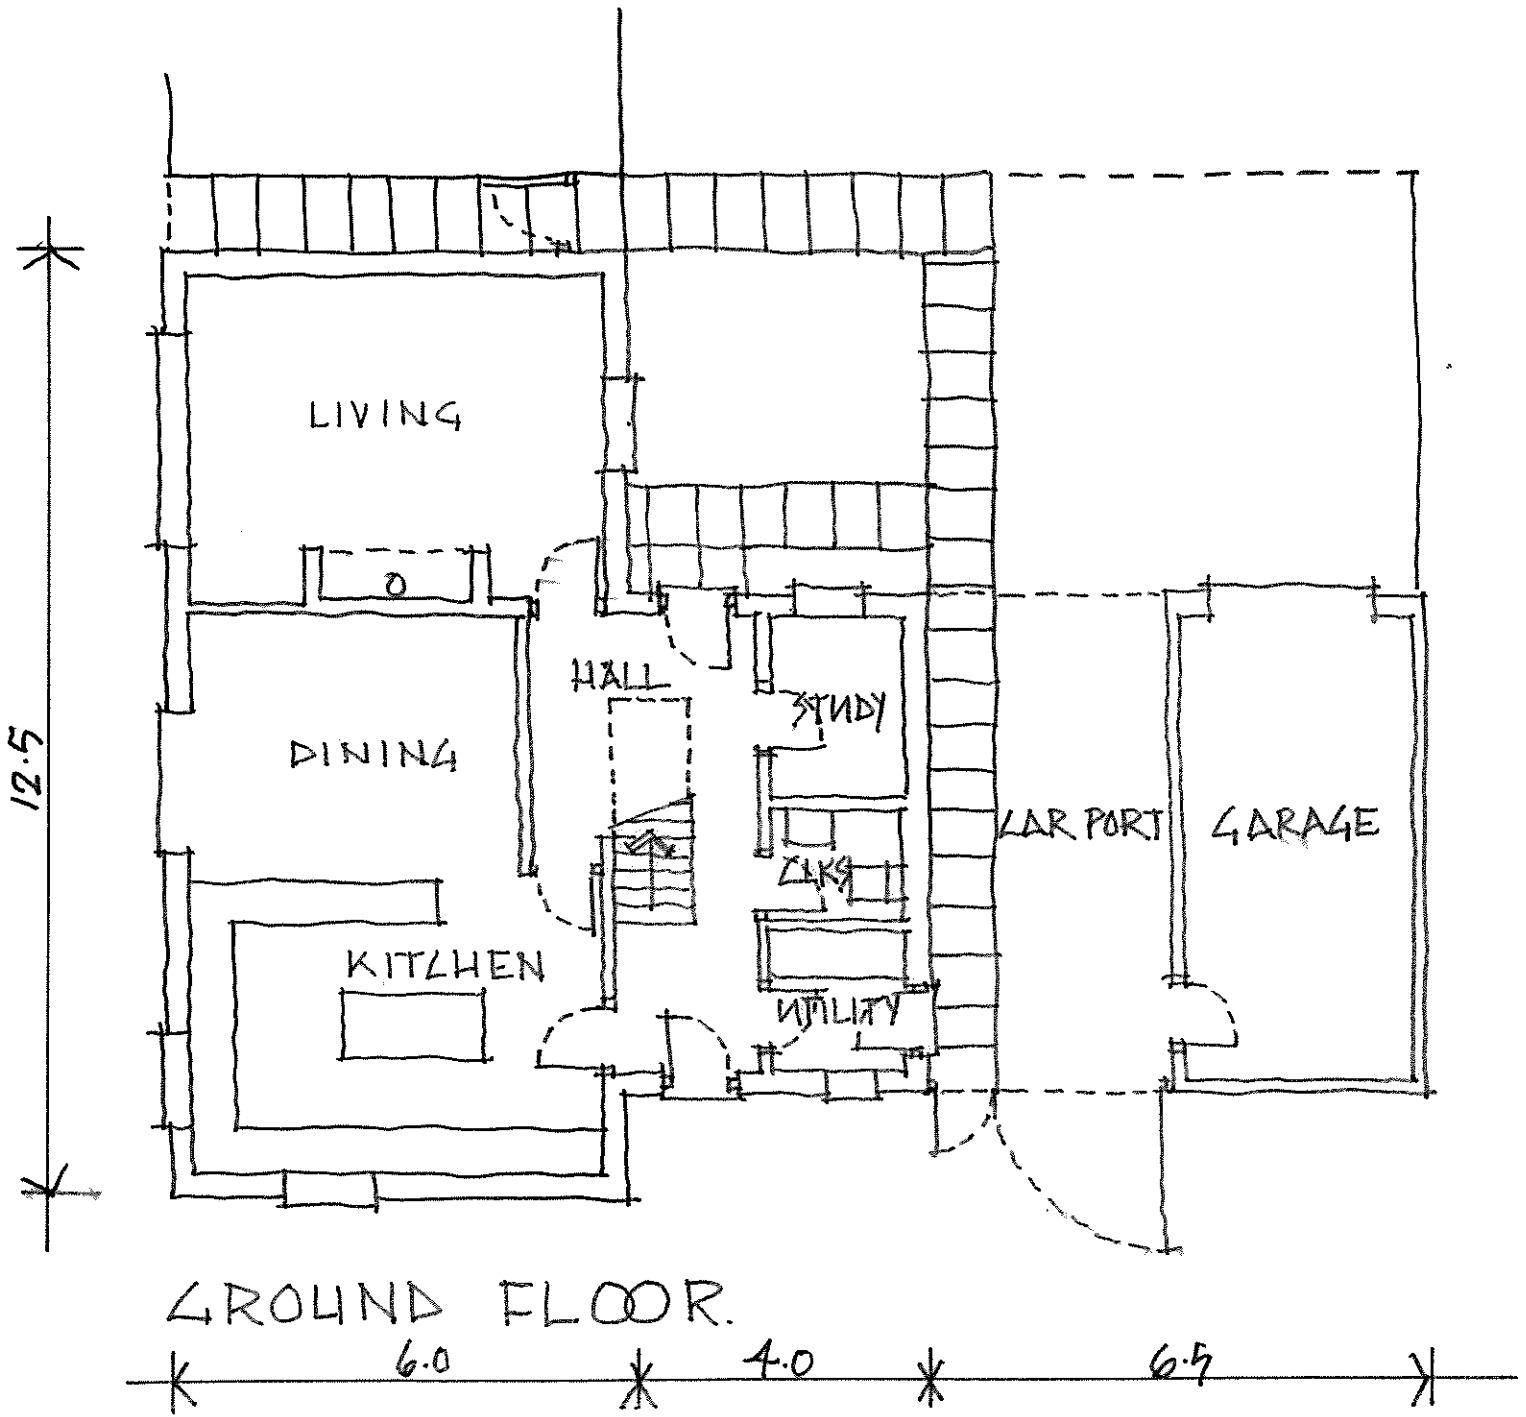 LIVING
O
HALL
STUDY
DINING
12.5
CAR PORT
GARAGE
CLKS
KITCHEN
UTILITY
GROUND FLOOR.
6.0
4.0
6.5